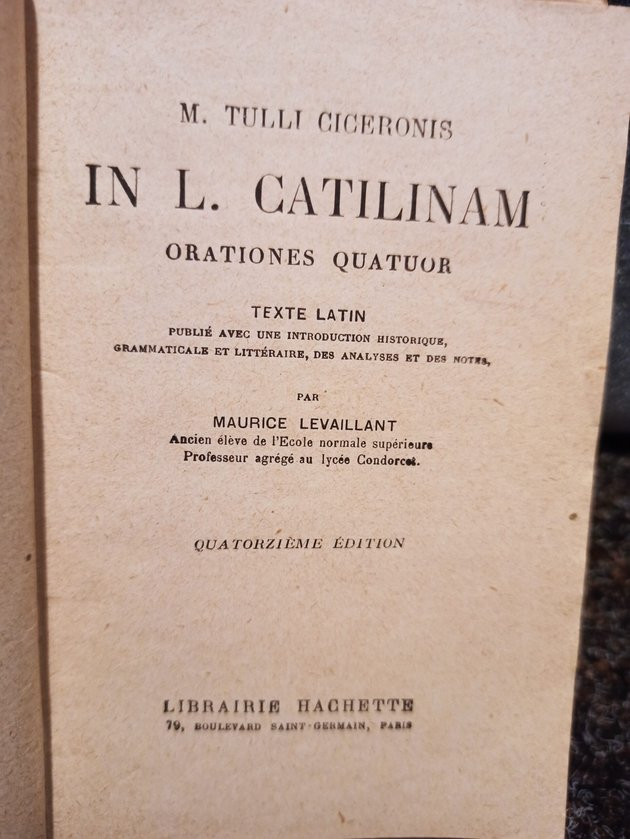 M. TULLI CICERONIS
IN L. CATILINAM
ORATIONES QUATUOR
TEXTE LATIN
PUBLIÉ AVEC UNE INTRODUCTION HISTORIQUE,
GRAMMATICALE ET LITTÉRAIRE, DES ANALYSES ET DES NOTES,
PAR
MAURICE LEVAILLANT
Ancien élève de l'Ecole normale supérieure
Professeur agrégé au lycée Condorcet.
QUATORZIÈME ÉDITION
LIBRAIRIE HACHETTE
79, BOULEVARD SAINT-GERMAIN, PARIS